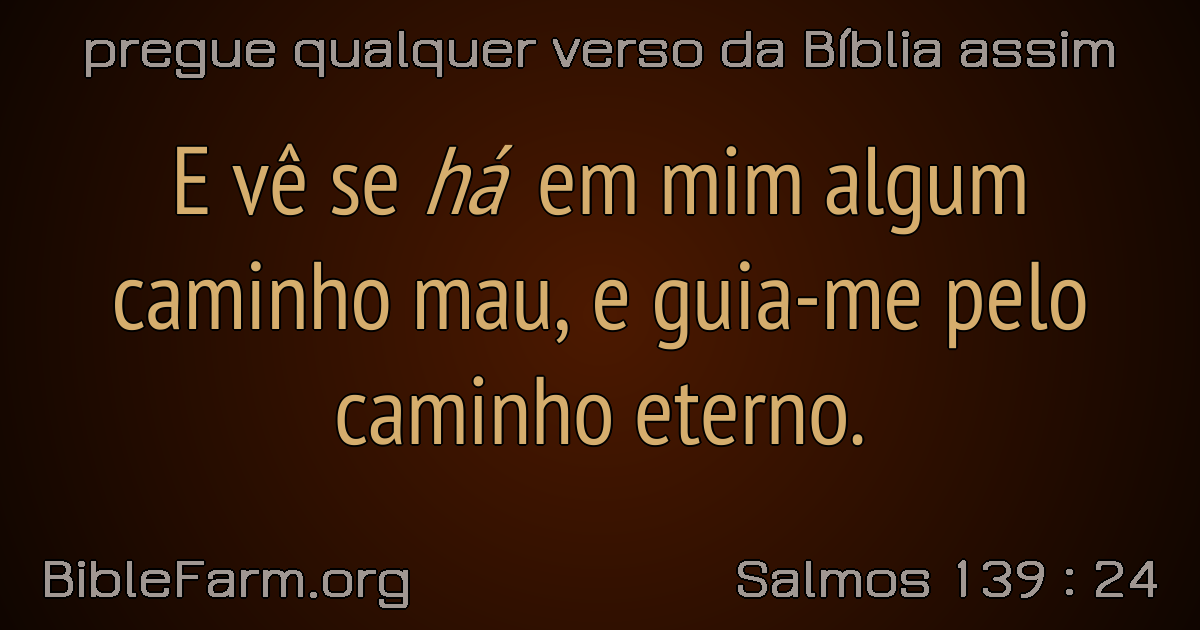 pregue qualquer verso da Bíblia assim
E vê se há em mim algum
caminho mau, e guia-me pelo
caminho eterno.
BibleFarm.org
Salmos 139 : 24